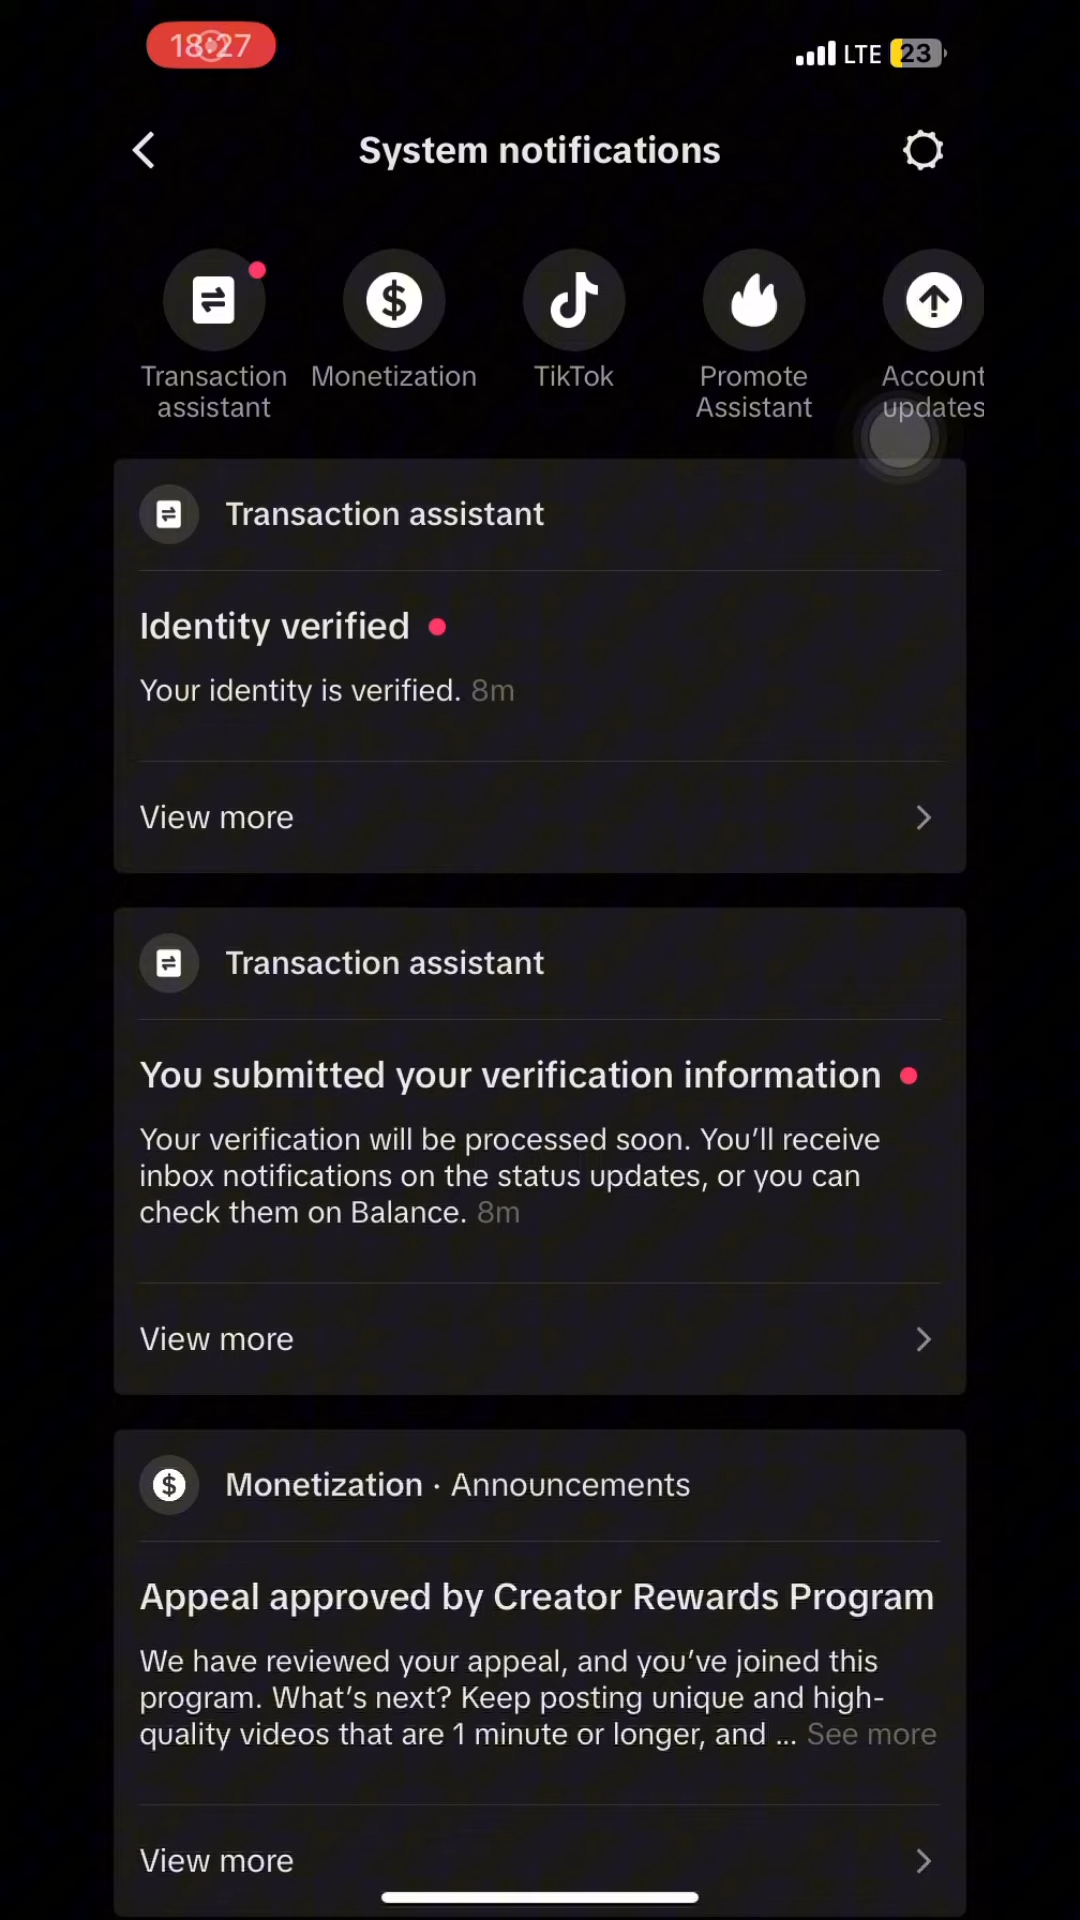 18:27
LTE 23
System notifications
Transaction assistant
Monetization
TikTok
Promote Assistant
Account updates
Transaction assistant
Identity verified
Your identity is verified. 8m
View more
Transaction assistant
You submitted your verification information
Your verification will be processed soon. You’ll receive
inbox notifications on the status updates, or you can
check them on Balance. 8m
View more
Monetization · Announcements
Appeal approved by Creator Rewards Program
We have reviewed your appeal, and you’ve joined this
program. What’s next? Keep posting unique and high-
quality videos that are 1 minute or longer, and ... See more
View more